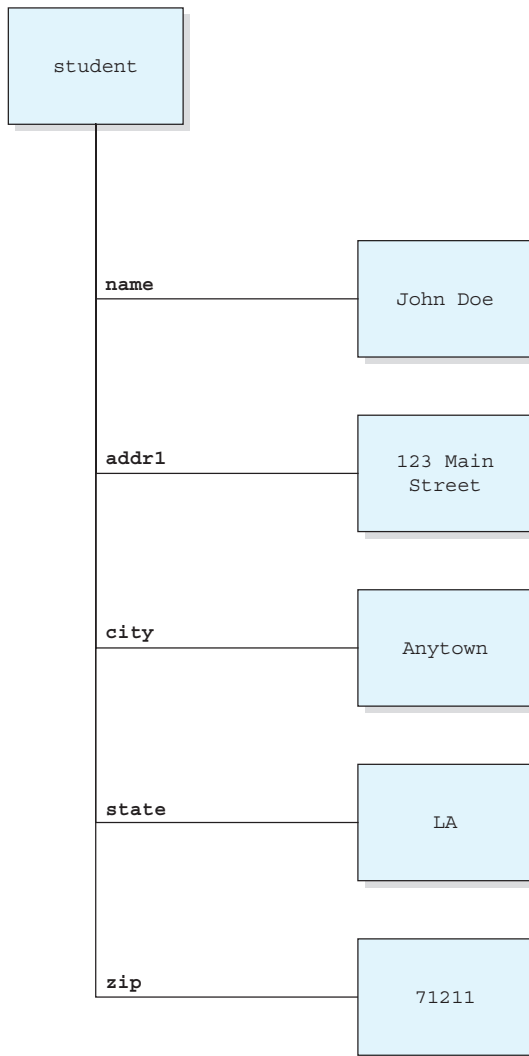 student
name
John Doe
addr1
123 Main
Street
city
Anytown
state
LA
zip
71211